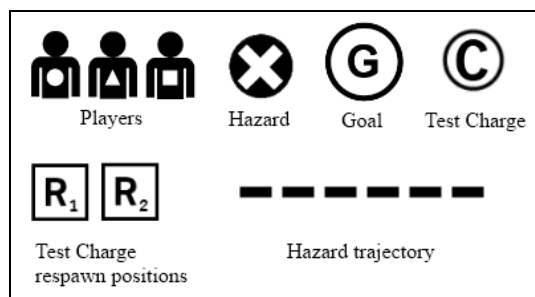 G
C
Players
Hazard
Goal
Test Charge
R1
R2
Test Charge
respawn positions
Hazard trajectory